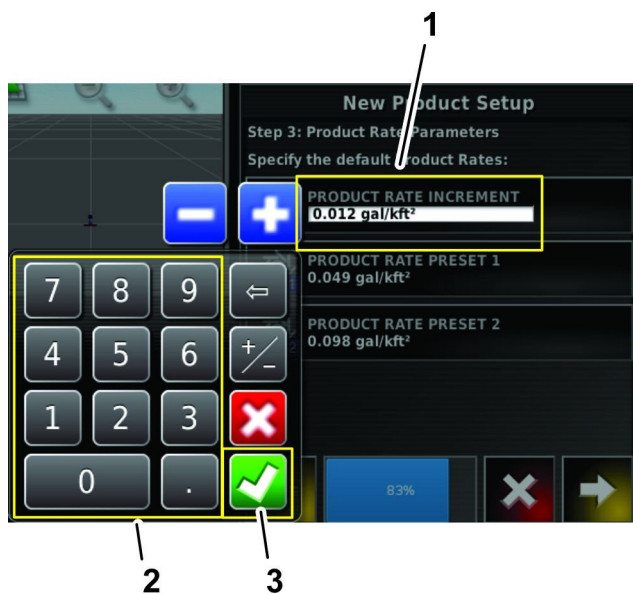 1
New Product Setup
Step 3: Product Rate Parameters
Specify the default Product Rates:
PRODUCT RATE INCREMENT
0.012 gal/kft²
PRODUCT RATE PRESET 1
0.049 gal/kft²
PRODUCT RATE PRESET 2
0.098 gal/kft²
7 8 9
4 5 6 +/-
1 2 3
0 .
83%
2 3